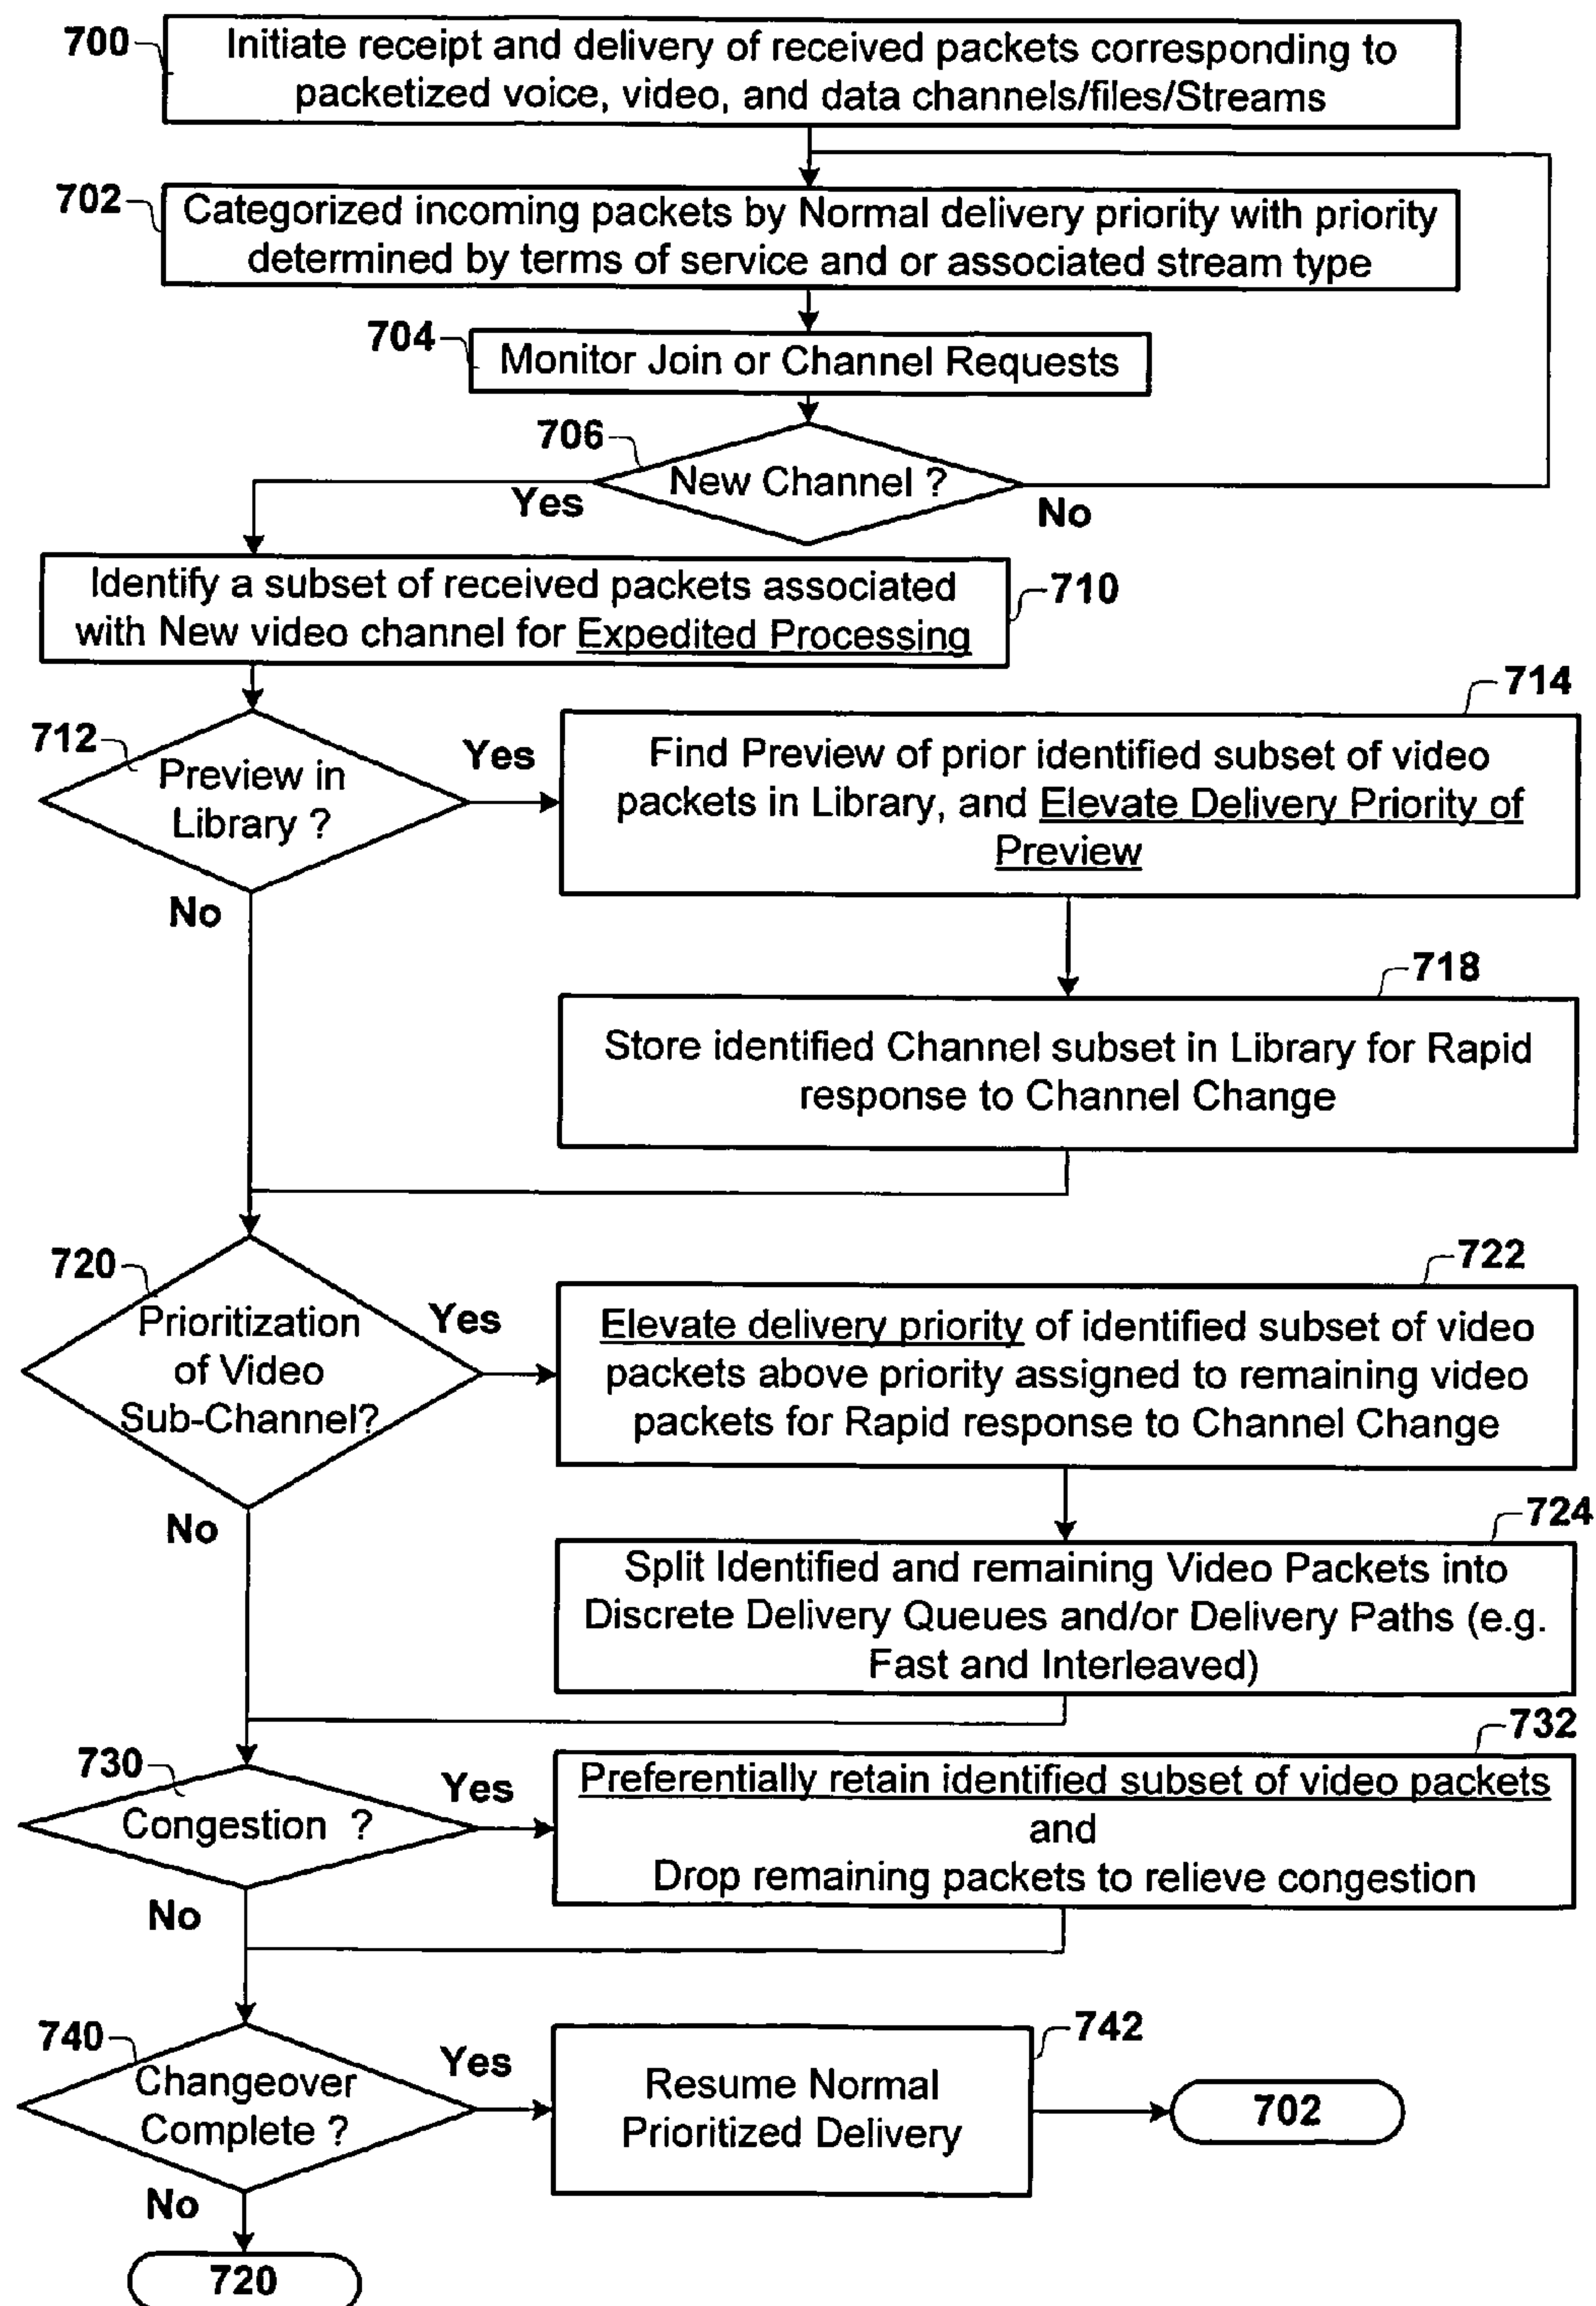 700
Initiate receipt and delivery of received packets corresponding to
packetized voice, video, and data channels/files/Streams
702
Categorized incoming packets by Normal delivery priority with priority
determined by terms of service and or associated stream type
704
Monitor Join or Channel Requests
706
New Channel ?
Yes
No
Identify a subset of received packets associated
with New video channel for Expedited Processing
710
712
Preview in
Library ?
Yes
No
714
Find Preview of prior identified subset of video
packets in Library, and Elevate Delivery Priority of
Preview
718
Store identified Channel subset in Library for Rapid
response to Channel Change
720
Prioritization
of Video
Sub-Channel?
Yes
No
722
Elevate delivery priority of identified subset of video
packets above priority assigned to remaining video
packets for Rapid response to Channel Change
724
Split Identified and remaining Video Packets into
Discrete Delivery Queues and/or Delivery Paths (e.g.
Fast and Interleaved)
730
Congestion ?
Yes
No
732
Preferentially retain identified subset of video packets
and
Drop remaining packets to relieve congestion
740
Changeover
Complete ?
Yes
No
742
Resume Normal
Prioritized Delivery
702
720